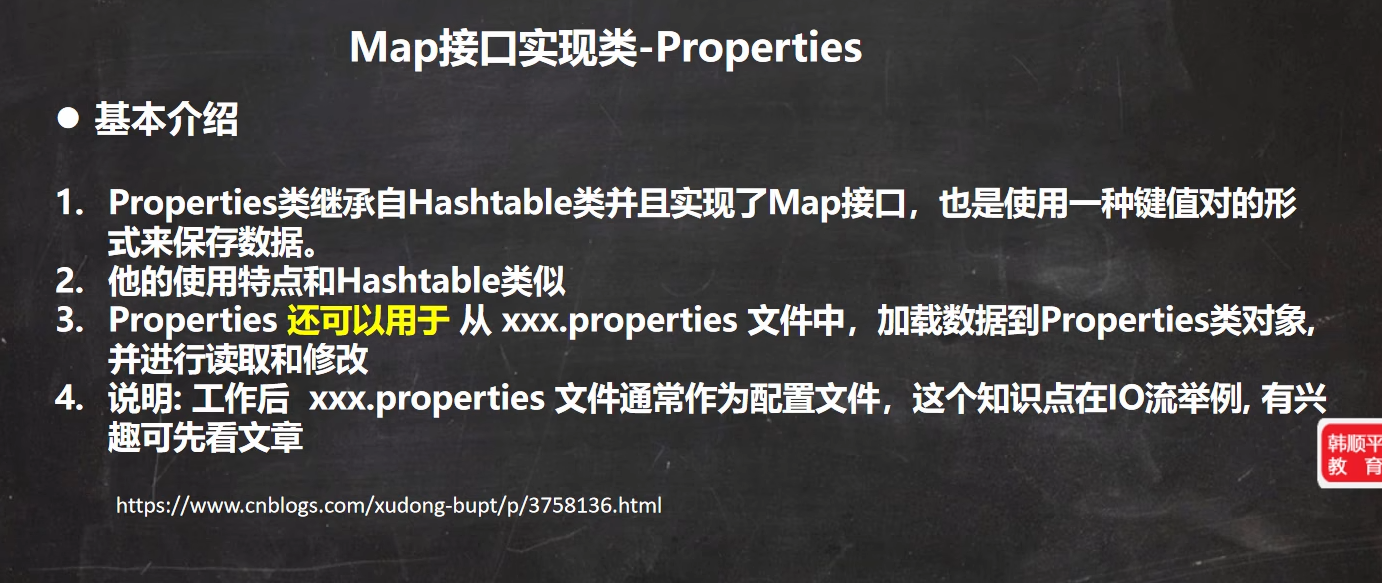 Map接口实现类-Properties
● 基本介绍
1. Properties类继承自Hashtable类并且实现了Map接口，也是使用一种键值对的形
式来保存数据。
2. 他的使用特点和Hashtable类似
3. Properties 还可以用于 从 xxx.properties 文件中，加载数据到Properties类对象,
并进行读取和修改
4. 说明: 工作后 xxx.properties 文件通常作为配置文件，这个知识点在IO流举例, 有兴
趣可先看文章
韩顺平
教 育
https://www.cnblogs.com/xudong-bupt/p/3758136.html